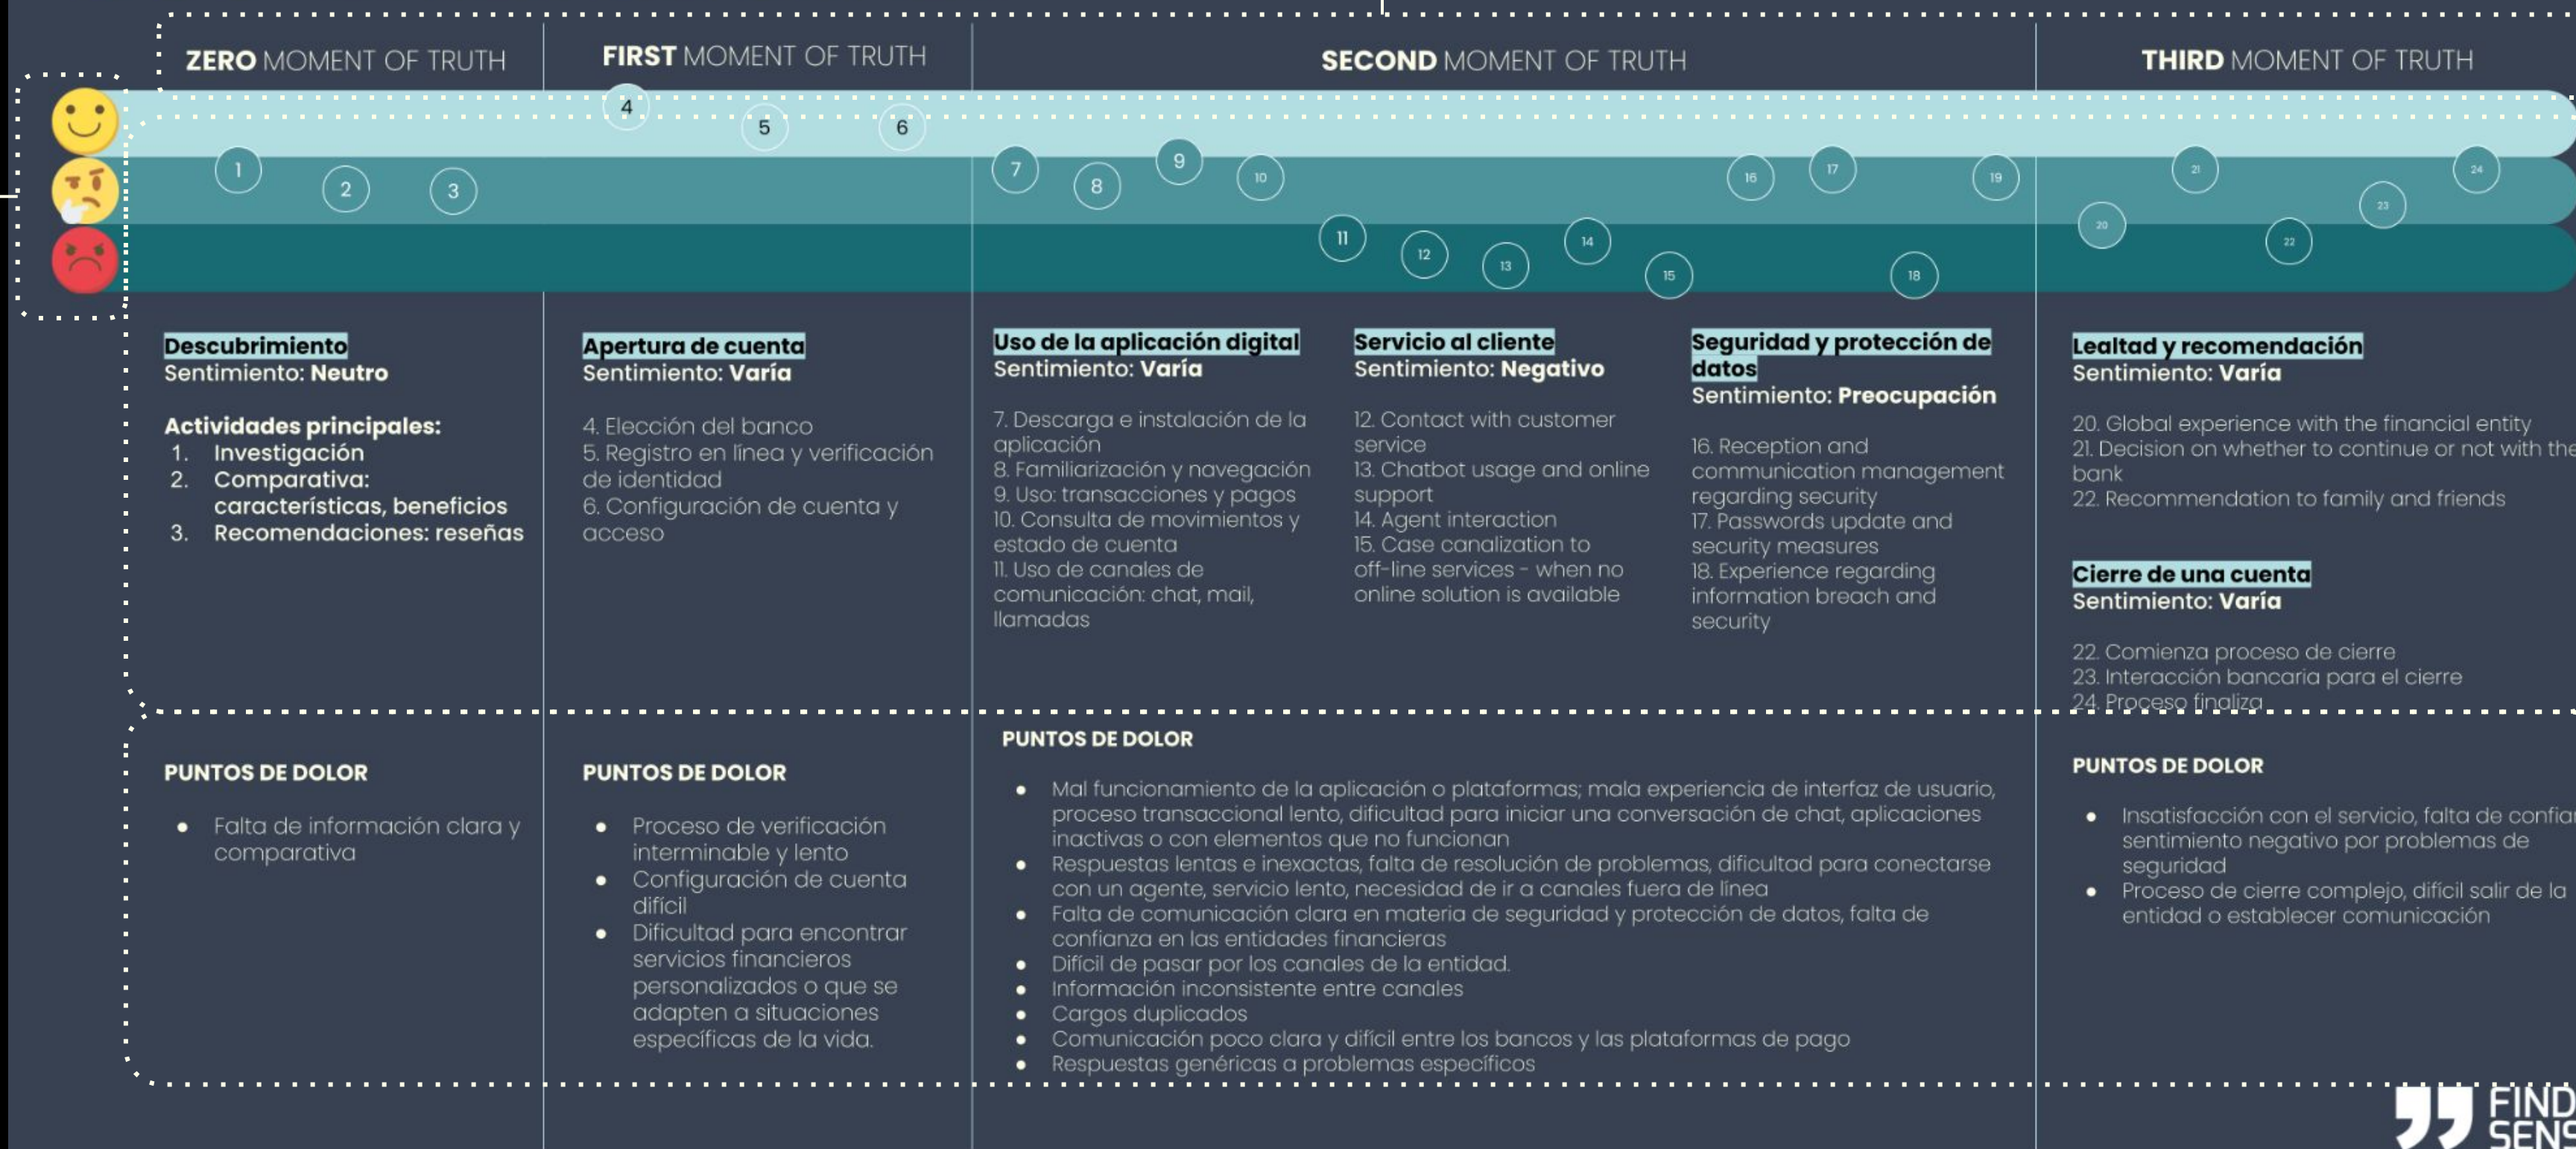 ZERO MOMENT OF TRUTH
FIRST MOMENT OF TRUTH
SECOND MOMENT OF TRUTH
THIRD MOMENT OF TRUTH
1
2
3
4
5
6
7
8
9
10
11
12
13
14
15
16
17
18
19
20
21
22
23
24
Descubrimiento
Sentimiento: Neutro
Actividades principales:
1. Investigación
2. Comparativa:
características, beneficios
3. Recomendaciones: reseñas
Apertura de cuenta
Sentimiento: Varía
4. Elección del banco
5. Registro en línea y verificación
de identidad
6. Configuración de cuenta y
acceso
Uso de la aplicación digital
Sentimiento: Varía
7. Descarga e instalación de la
aplicación
8. Familiarización y navegación
9. Uso: transacciones y pagos
10. Consulta de movimientos y
estado de cuenta
11. Uso de canales de
comunicación: chat, mail,
llamadas
Servicio al cliente
Sentimiento: Negativo
12. Contact with customer
service
13. Chatbot usage and online
support
14. Agent interaction
15. Case canalization to
off-line services - when no
online solution is available
Seguridad y protección de
datos
Sentimiento: Preocupación
16. Reception and
communication management
regarding security
17. Passwords update and
security measures
18. Experience regarding
information breach and
security
Lealtad y recomendación
Sentimiento: Varía
20. Global experience with the financial entity
21. Decision on whether to continue or not with the
bank
22. Recommendation to family and friends
Cierre de una cuenta
Sentimiento: Varía
22. Comienza proceso de cierre
23. Interacción bancaria para el cierre
24. Proceso finaliza
PUNTOS DE DOLOR
• Falta de información clara y
comparativa
PUNTOS DE DOLOR
• Proceso de verificación
interminable y lento
• Configuración de cuenta
difícil
• Dificultad para encontrar
servicios financieros
personalizados o que se
adapten a situaciones
específicas de la vida.
PUNTOS DE DOLOR
• Mal funcionamiento de la aplicación o plataformas; mala experiencia de interfaz de usuario,
proceso transaccional lento, dificultad para iniciar una conversación de chat, aplicaciones
inactivas o con elementos que no funcionan
• Respuestas lentas e inexactas, falta de resolución de problemas, dificultad para conectarse
con un agente, servicio lento, necesidad de ir a canales fuera de línea
• Falta de comunicación clara en materia de seguridad y protección de datos, falta de
confianza en las entidades financieras
• Difícil de pasar por los canales de la entidad.
• Información inconsistente entre canales
• Cargos duplicados
• Comunicación poco clara y difícil entre los bancos y las plataformas de pago
• Respuestas genéricas a problemas específicos
PUNTOS DE DOLOR
• Insatisfacción con el servicio, falta de
sentimiento negativo por problemas de
seguridad
• Proceso de cierre complejo, difícil salir de la
entidad o establecer comunicación
FIND
SENS